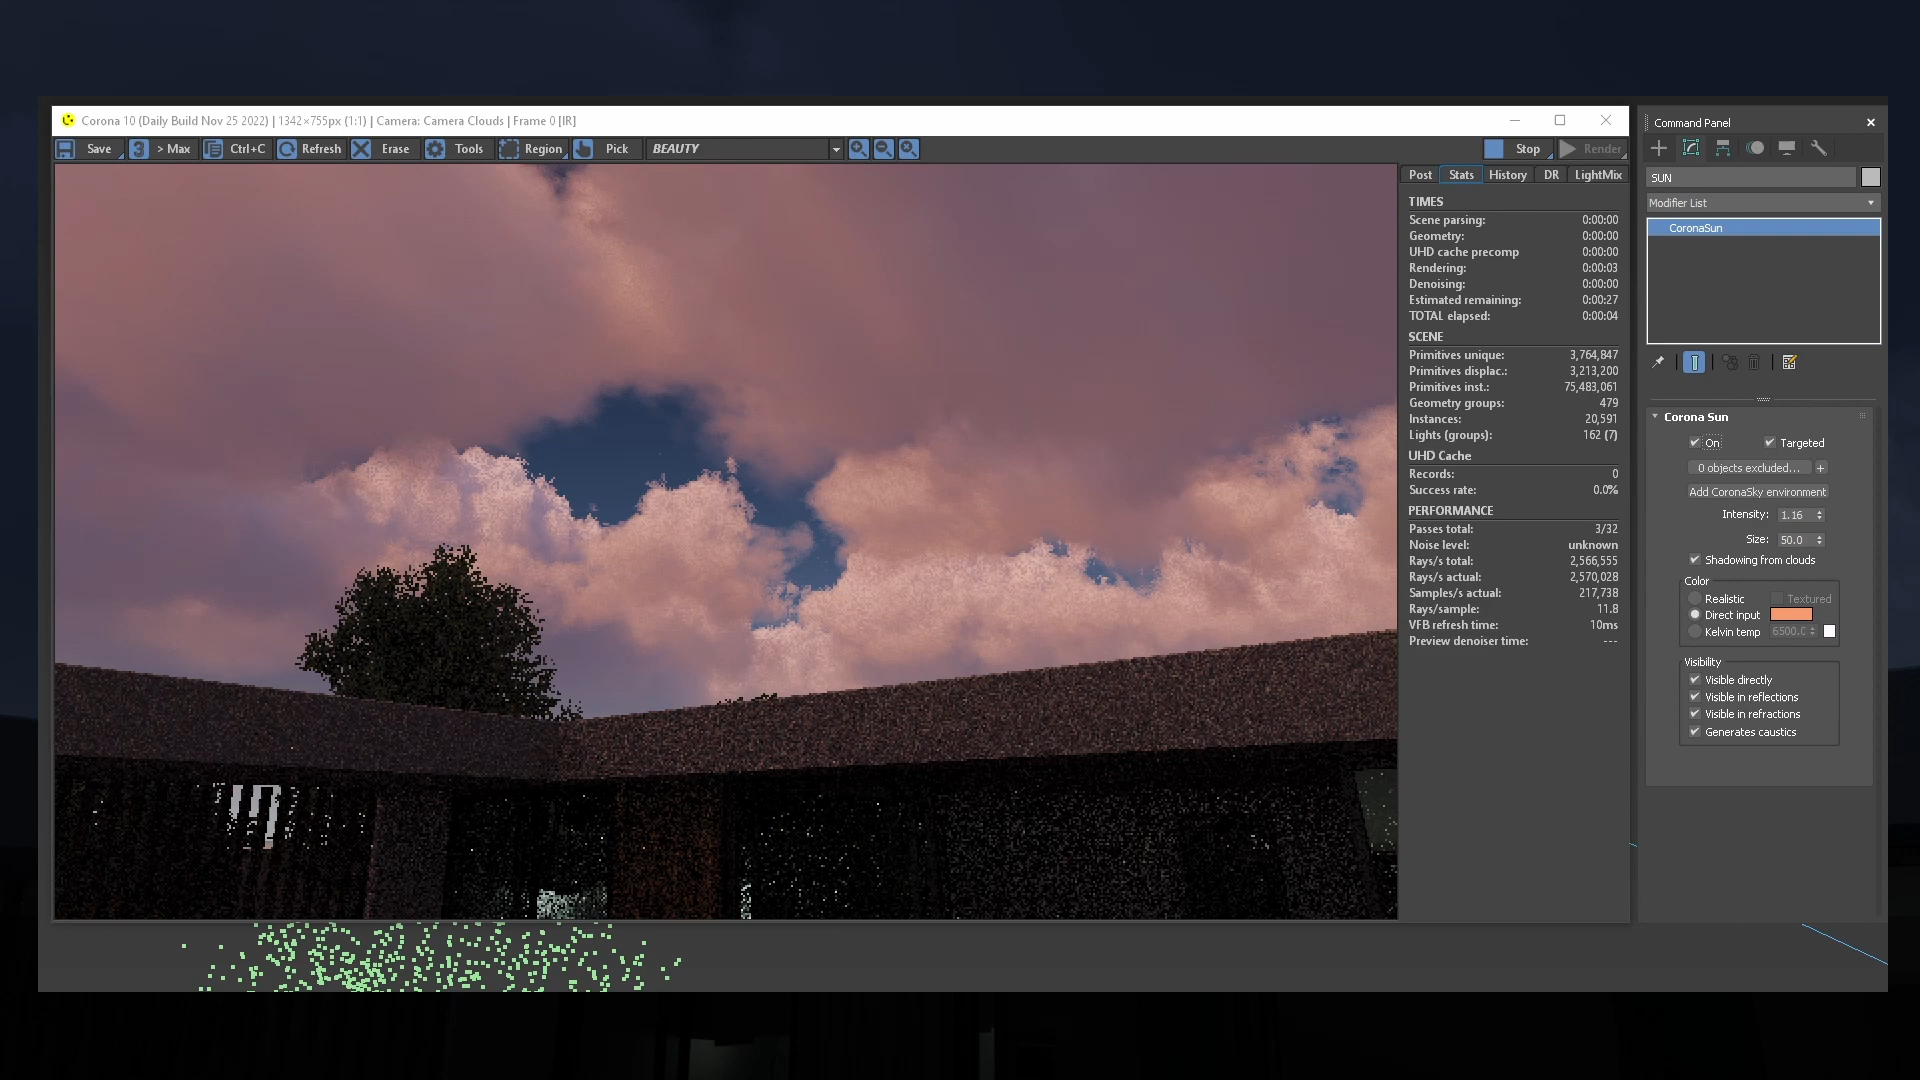 Corona 10 (Daily Build Nov 25 2022) | 1342×755px (1:1) | Camera: Camera Clouds | Frame 0 [IR]
Save 3 > Max Ctrl+C Refresh Erase Tools Region Pick BEAUTY Stop Render
Post Stats History DR LightMix
TIMES
Scene parsing: 0:00:00
Geometry: 0:00:00
UHD cache precomp 0:00:00
Rendering: 0:00:03
Denoising: 0:00:00
Estimated remaining: 0:00:27
TOTAL elapsed: 0:00:04
SCENE
Primitives unique: 3,764,847
Primitives displac.: 3,213,200
Primitives inst.: 75,483,061
Geometry groups: 479
Instances: 20,591
Lights (groups): 162 (7)
UHD Cache
Records: 0
Success rate: 0.0%
PERFORMANCE
Passes total: 3/32
Noise level: unknown
Rays/s total: 2,566,555
Rays/s actual: 2,570,028
Samples/s actual: 217,738
Rays/sample: 11.8
VFB refresh time: 10ms
Preview denoiser time: ---
Command Panel
SUN
Modifier List
CoronaSun
Corona Sun
On Targeted
0 objects excluded... +
Add CoronaSky environment
Intensity: 1.16
Size: 50.0
Shadowing from clouds
Color
Realistic Textured
Direct input
Kelvin temp 6500.0
Visibility
Visible directly
Visible in reflections
Visible in refractions
Generates caustics